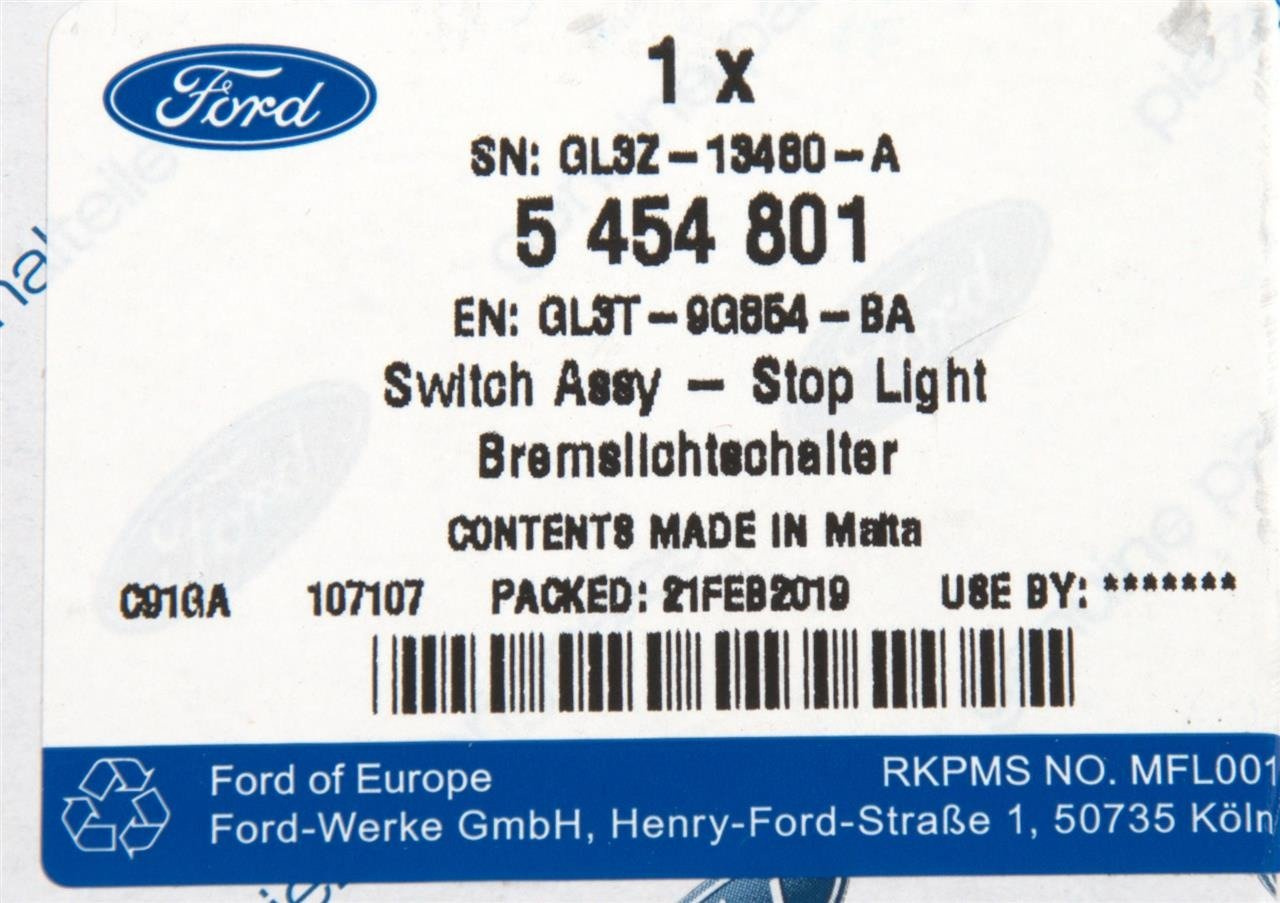 Ford
1 x
SN: GL3Z-13480-A
5 454 801
EN: GL3T-9G854-BA
Switch Assy - Stop Light
Bremslichtschalter
CONTENTS MADE IN Malta
C91GA 107107 PACKED: 21FEB2019 USE BY: *******
Ford of Europe RKPMS NO. MFL001
Ford-Werke GmbH, Henry-Ford-Straße 1, 50735 Köln